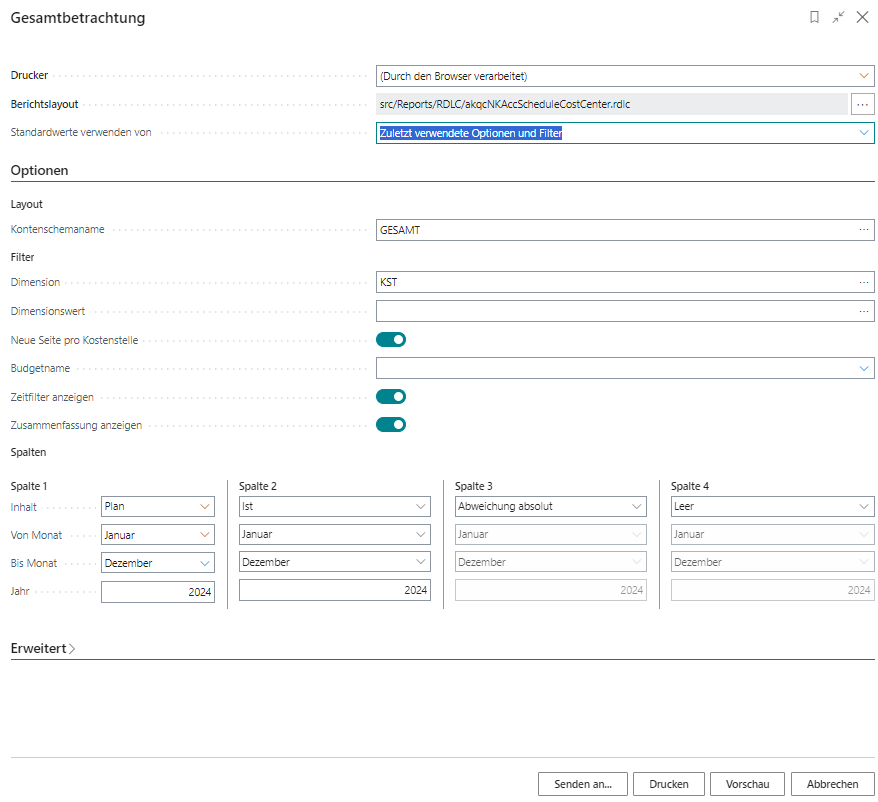 Gesamtbetrachtung
Drucker (Durch den Browser verarbeitet)
Berichtslayout src/Reports/RDLC/akqcNKAccScheduleCostCenter.rdlc
Standardwerte verwenden von Zuletzt verwendete Optionen und Filter
Optionen
Layout
Kontenschemaname GESAMT
Filter
Dimension KST
Dimensionswert
Neue Seite pro Kostenstelle
Budgetname
Zeitfilter anzeigen
Zusammenfassung anzeigen
Spalten
Spalte 1 Spalte 2 Spalte 3 Spalte 4
Inhalt Plan Ist Abweichung absolut Leer
Von Monat Januar Januar Januar Januar
Bis Monat Dezember Dezember Dezember Dezember
Jahr 2024 2024 2024 2024
Erweitert
Senden an... Drucken Vorschau Abbrechen